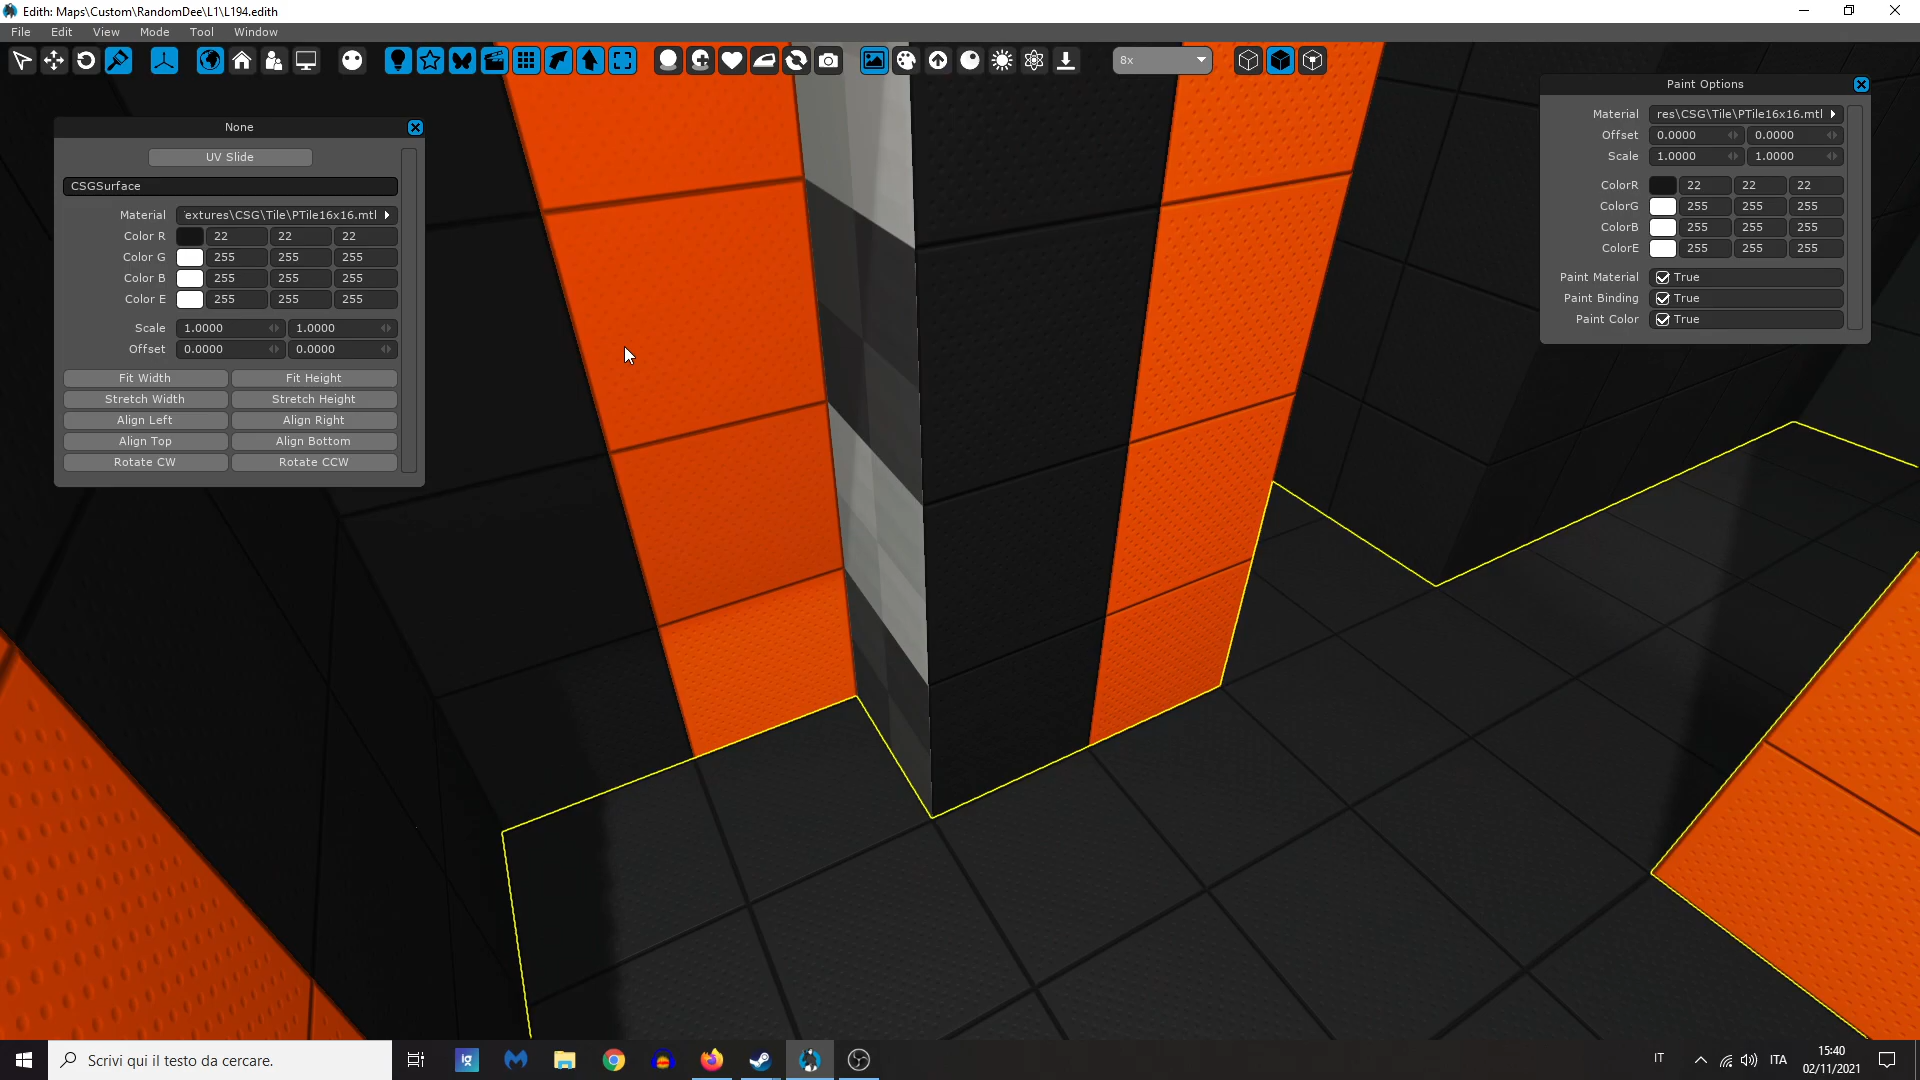 Edith: Maps\Custom\RandomDee\L1\L194.edith
File Edit View Mode Tool Window
8x
None
UV Slide
CSGSurface
Material extures\CSG\Tile\PTile16x16.mtl
Color R 22 22 22
Color G 255 255 255
Color B 255 255 255
Color E 255 255 255
Scale 1.0000 1.0000
Offset 0.0000 0.0000
Fit Width Fit Height
Stretch Width Stretch Height
Align Left Align Right
Align Top Align Bottom
Rotate CW Rotate CCW
Paint Options
Material res\CSG\Tile\PTile16x16.mtl
Offset 0.0000 0.0000
Scale 1.0000 1.0000
ColorR 22 22 22
ColorG 255 255 255
ColorB 255 255 255
ColorE 255 255 255
Paint Material True
Paint Binding True
Paint Color True
Scrivi qui il testo da cercare.
IT
ITA
15:40
02/11/2021